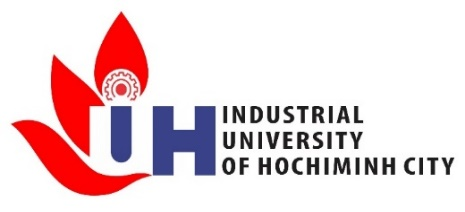 IUH
INDUSTRIAL
UNIVERSITY
OF HOCHIMINH CITY